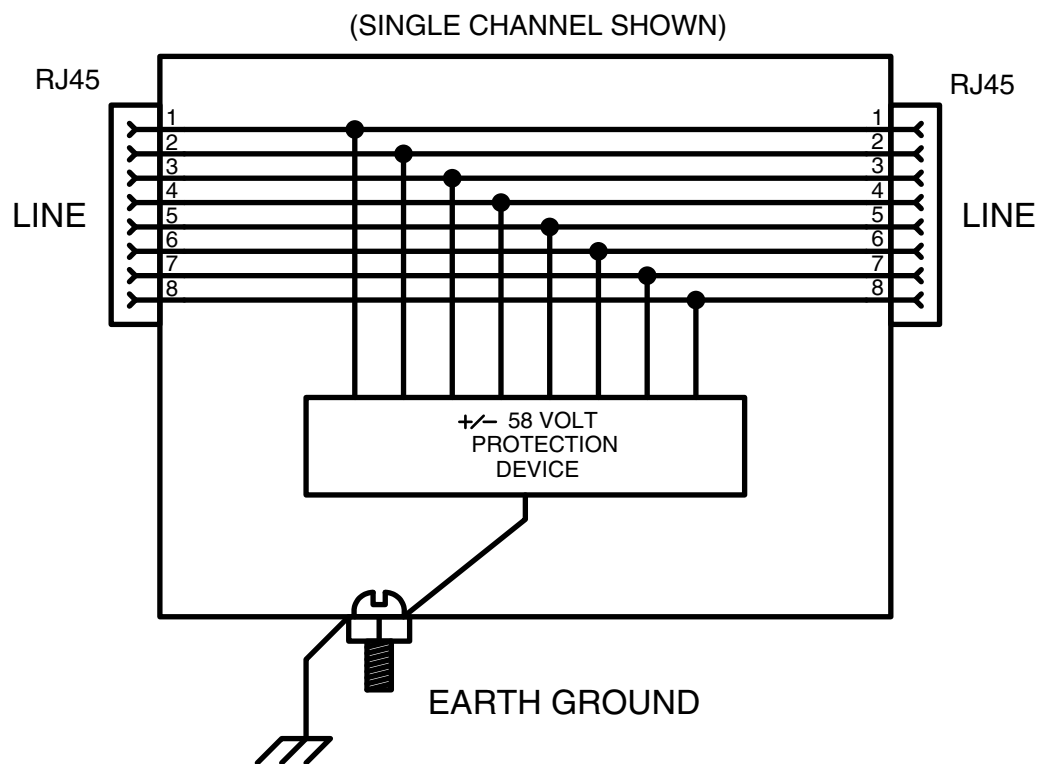 (SINGLE CHANNEL SHOWN)
RJ45
RJ45
1
1
2
2
3
3
4
4
5
5
6
6
7
7
8
8
LINE
LINE
+/- 58 VOLT
PROTECTION
DEVICE
EARTH GROUND